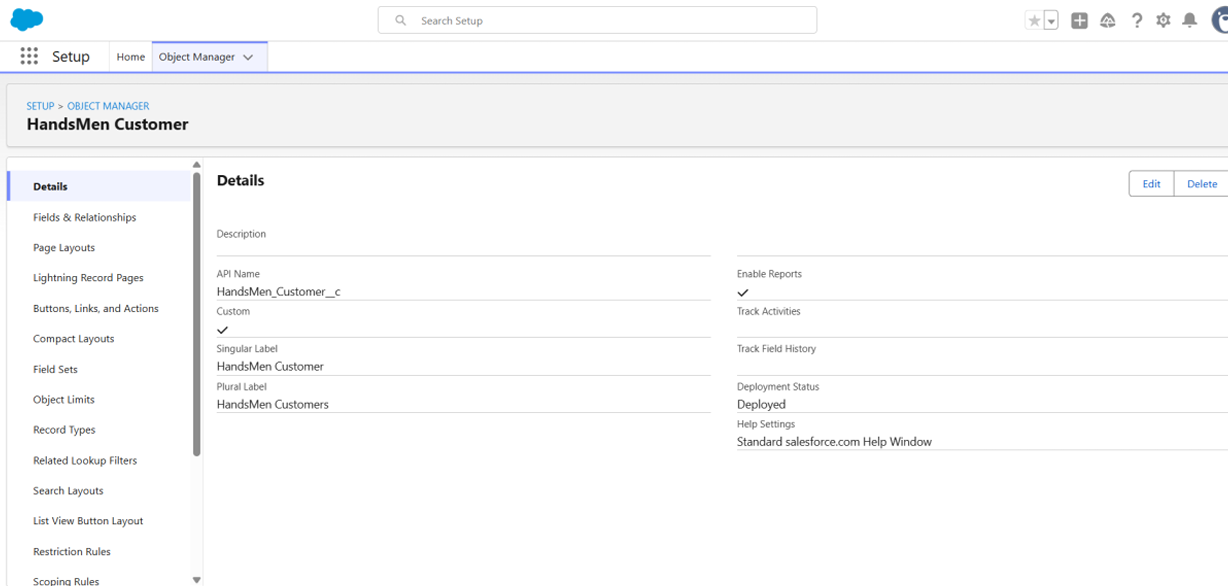 Search Setup
Setup
Home
Object Manager
SETUP > OBJECT MANAGER
HandsMen Customer
Details
Fields & Relationships
Page Layouts
Lightning Record Pages
Buttons, Links, and Actions
Compact Layouts
Field Sets
Object Limits
Record Types
Related Lookup Filters
Search Layouts
List View Button Layout
Restriction Rules
Scoping Rules
Details
Edit
Delete
Description
API Name
HandsMen_Customer__c
Custom
Singular Label
HandsMen Customer
Plural Label
HandsMen Customers
Enable Reports
Track Activities
Track Field History
Deployment Status
Deployed
Help Settings
Standard salesforce.com Help Window